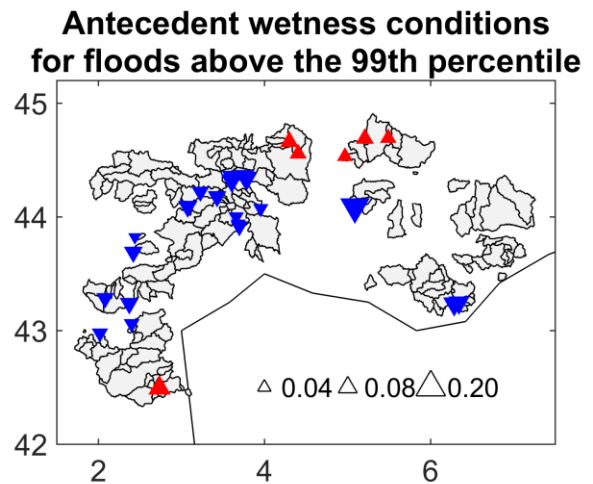 Antecedent wetness conditions
for floods above the 99th percentile
45
44
43
42
0.04 0.08 0.20
2 4 6